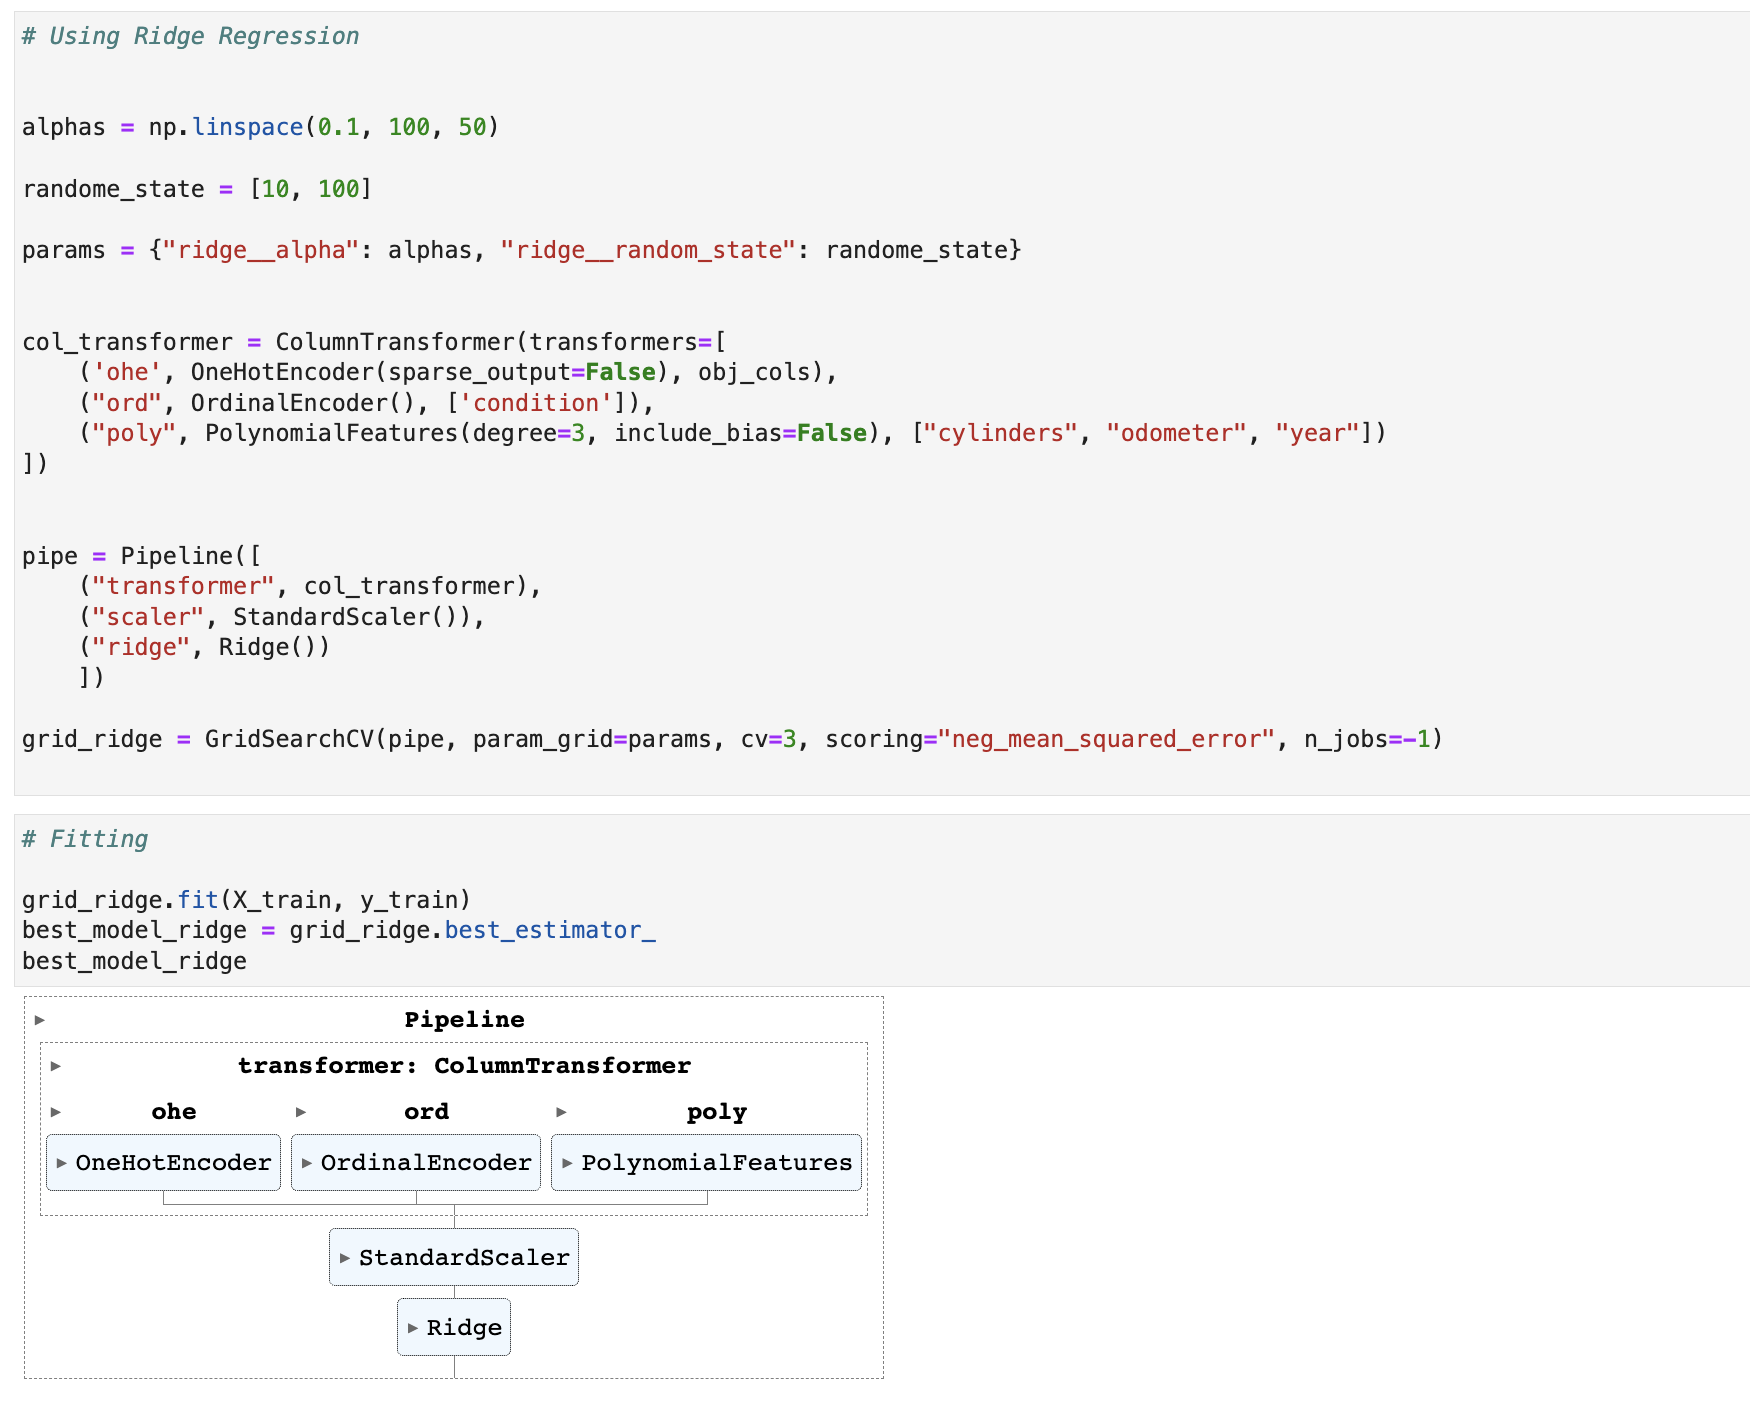 # Using Ridge Regression
alphas = np.linspace(0.1, 100, 50)
randome_state = [10, 100]
params = {"ridge__alpha": alphas, "ridge__random_state": randome_state}
col_transformer = ColumnTransformer(transformers=[
    ('ohe', OneHotEncoder(sparse_output=False), obj_cols),
    ("ord", OrdinalEncoder(), ['condition']),
    ("poly", PolynomialFeatures(degree=3, include_bias=False), ["cylinders", "odometer", "year"])
])
pipe = Pipeline([
    ("transformer", col_transformer),
    ("scaler", StandardScaler()),
    ("ridge", Ridge())
    ])
grid_ridge = GridSearchCV(pipe, param_grid=params, cv=3, scoring="neg_mean_squared_error", n_jobs=-1)
# Fitting
grid_ridge.fit(X_train, y_train)
best_model_ridge = grid_ridge.best_estimator_
best_model_ridge
Pipeline
transformer: ColumnTransformer
ohe ord poly
OneHotEncoder OrdinalEncoder PolynomialFeatures
StandardScaler
Ridge